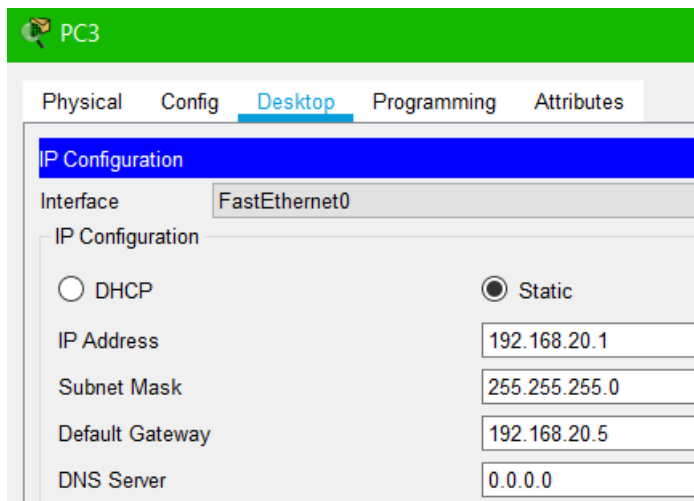 PC3
Physical Config Desktop Programming Attributes
IP Configuration
Interface FastEthernet0
IP Configuration
DHCP Static
IP Address 192.168.20.1
Subnet Mask 255.255.255.0
Default Gateway 192.168.20.5
DNS Server 0.0.0.0